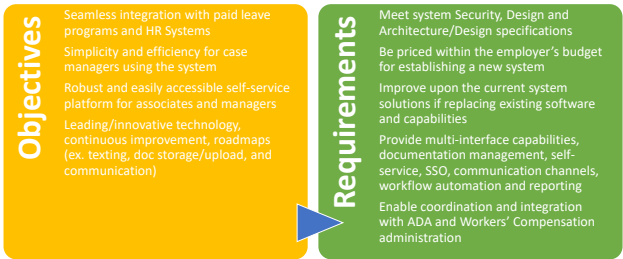 Objectives
Seamless integration with paid leave
programs and HR Systems
Simplicity and efficiency for case
managers using the system
Robust and easily accessible self-service
platform for associates and managers
Leading/innovative technology,
continuous improvement, roadmaps
(ex. texting, doc storage/upload, and
communication)
Requirements
Meet system Security, Design and
Architecture/Design specifications
Be priced within the employer's budget
for establishing a new system
Improve upon the current system
solutions if replacing existing software
and capabilities
Provide multi-interface capabilities,
documentation management, self-
service, SSO, communication channels,
workflow automation and reporting
Enable coordination and integration
with ADA and Workers' Compensation
administration